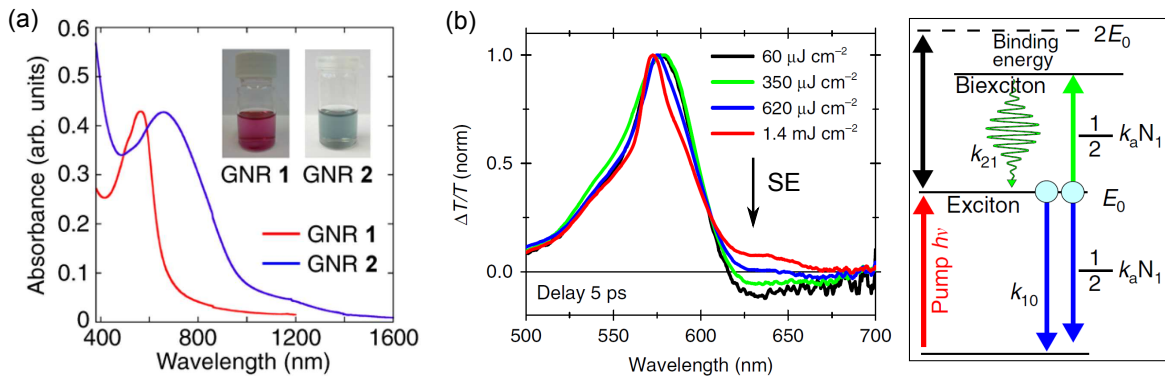 (a)
0.6
0.5
0.4
0.3
0.2
0.1
0
Absorbance (arb. units)
GNR 1 GNR 2
GNR 1
GNR 2
400 800 1200 1600
Wavelength (nm)
(b)
1.0
0.5
0.0
ΔT/T (norm)
60 μJ cm⁻²
350 μJ cm⁻²
620 μJ cm⁻²
1.4 mJ cm⁻²
SE
Delay 5 ps
500 550 600 650 700
Wavelength (nm)
2E₀
Binding
energy
Biexciton
k₂₁
1/2 kₐN₁
Exciton E₀
Pump hν
k₁₀
1/2 kₐN₁